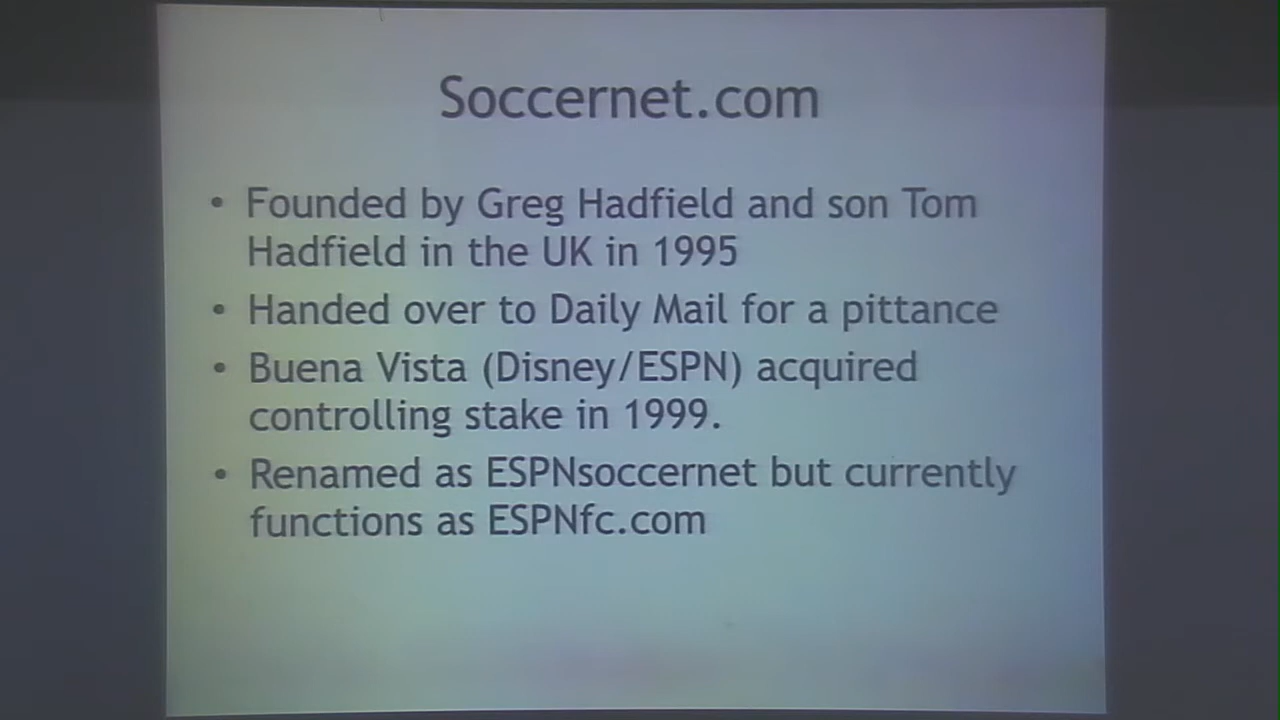 Soccernet.com
• Founded by Greg Hadfield and son Tom
Hadfield in the UK in 1995
• Handed over to Daily Mail for a pittance
• Buena Vista (Disney/ESPN) acquired
controlling stake in 1999.
• Renamed as ESPNsoccernet but currently
functions as ESPNfc.com